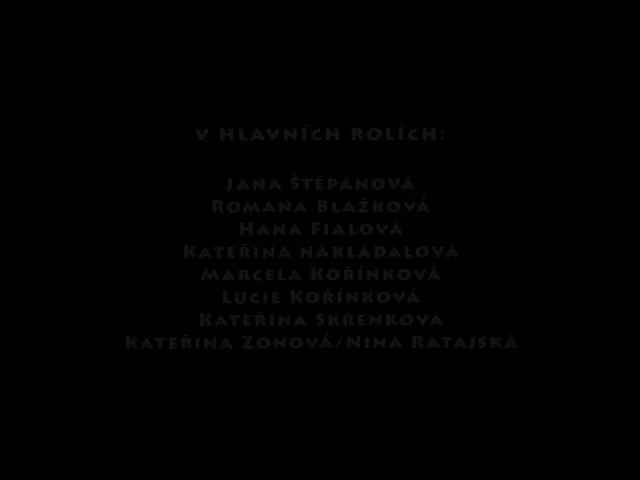 V HLAVNÍCH ROLÍCH:
JANA ŠTĚPÁNOVÁ
ROMANA BLAŽKOVÁ
HANA FIALOVÁ
KATEŘINA NAKLÁDALOVÁ
MARCELA KOŘÍNKOVÁ
LUCIE KOŘÍNKOVÁ
KATEŘINA SKŘENKOVÁ
KATEŘINA ZONOVÁ/NINA RATAJSKÁ